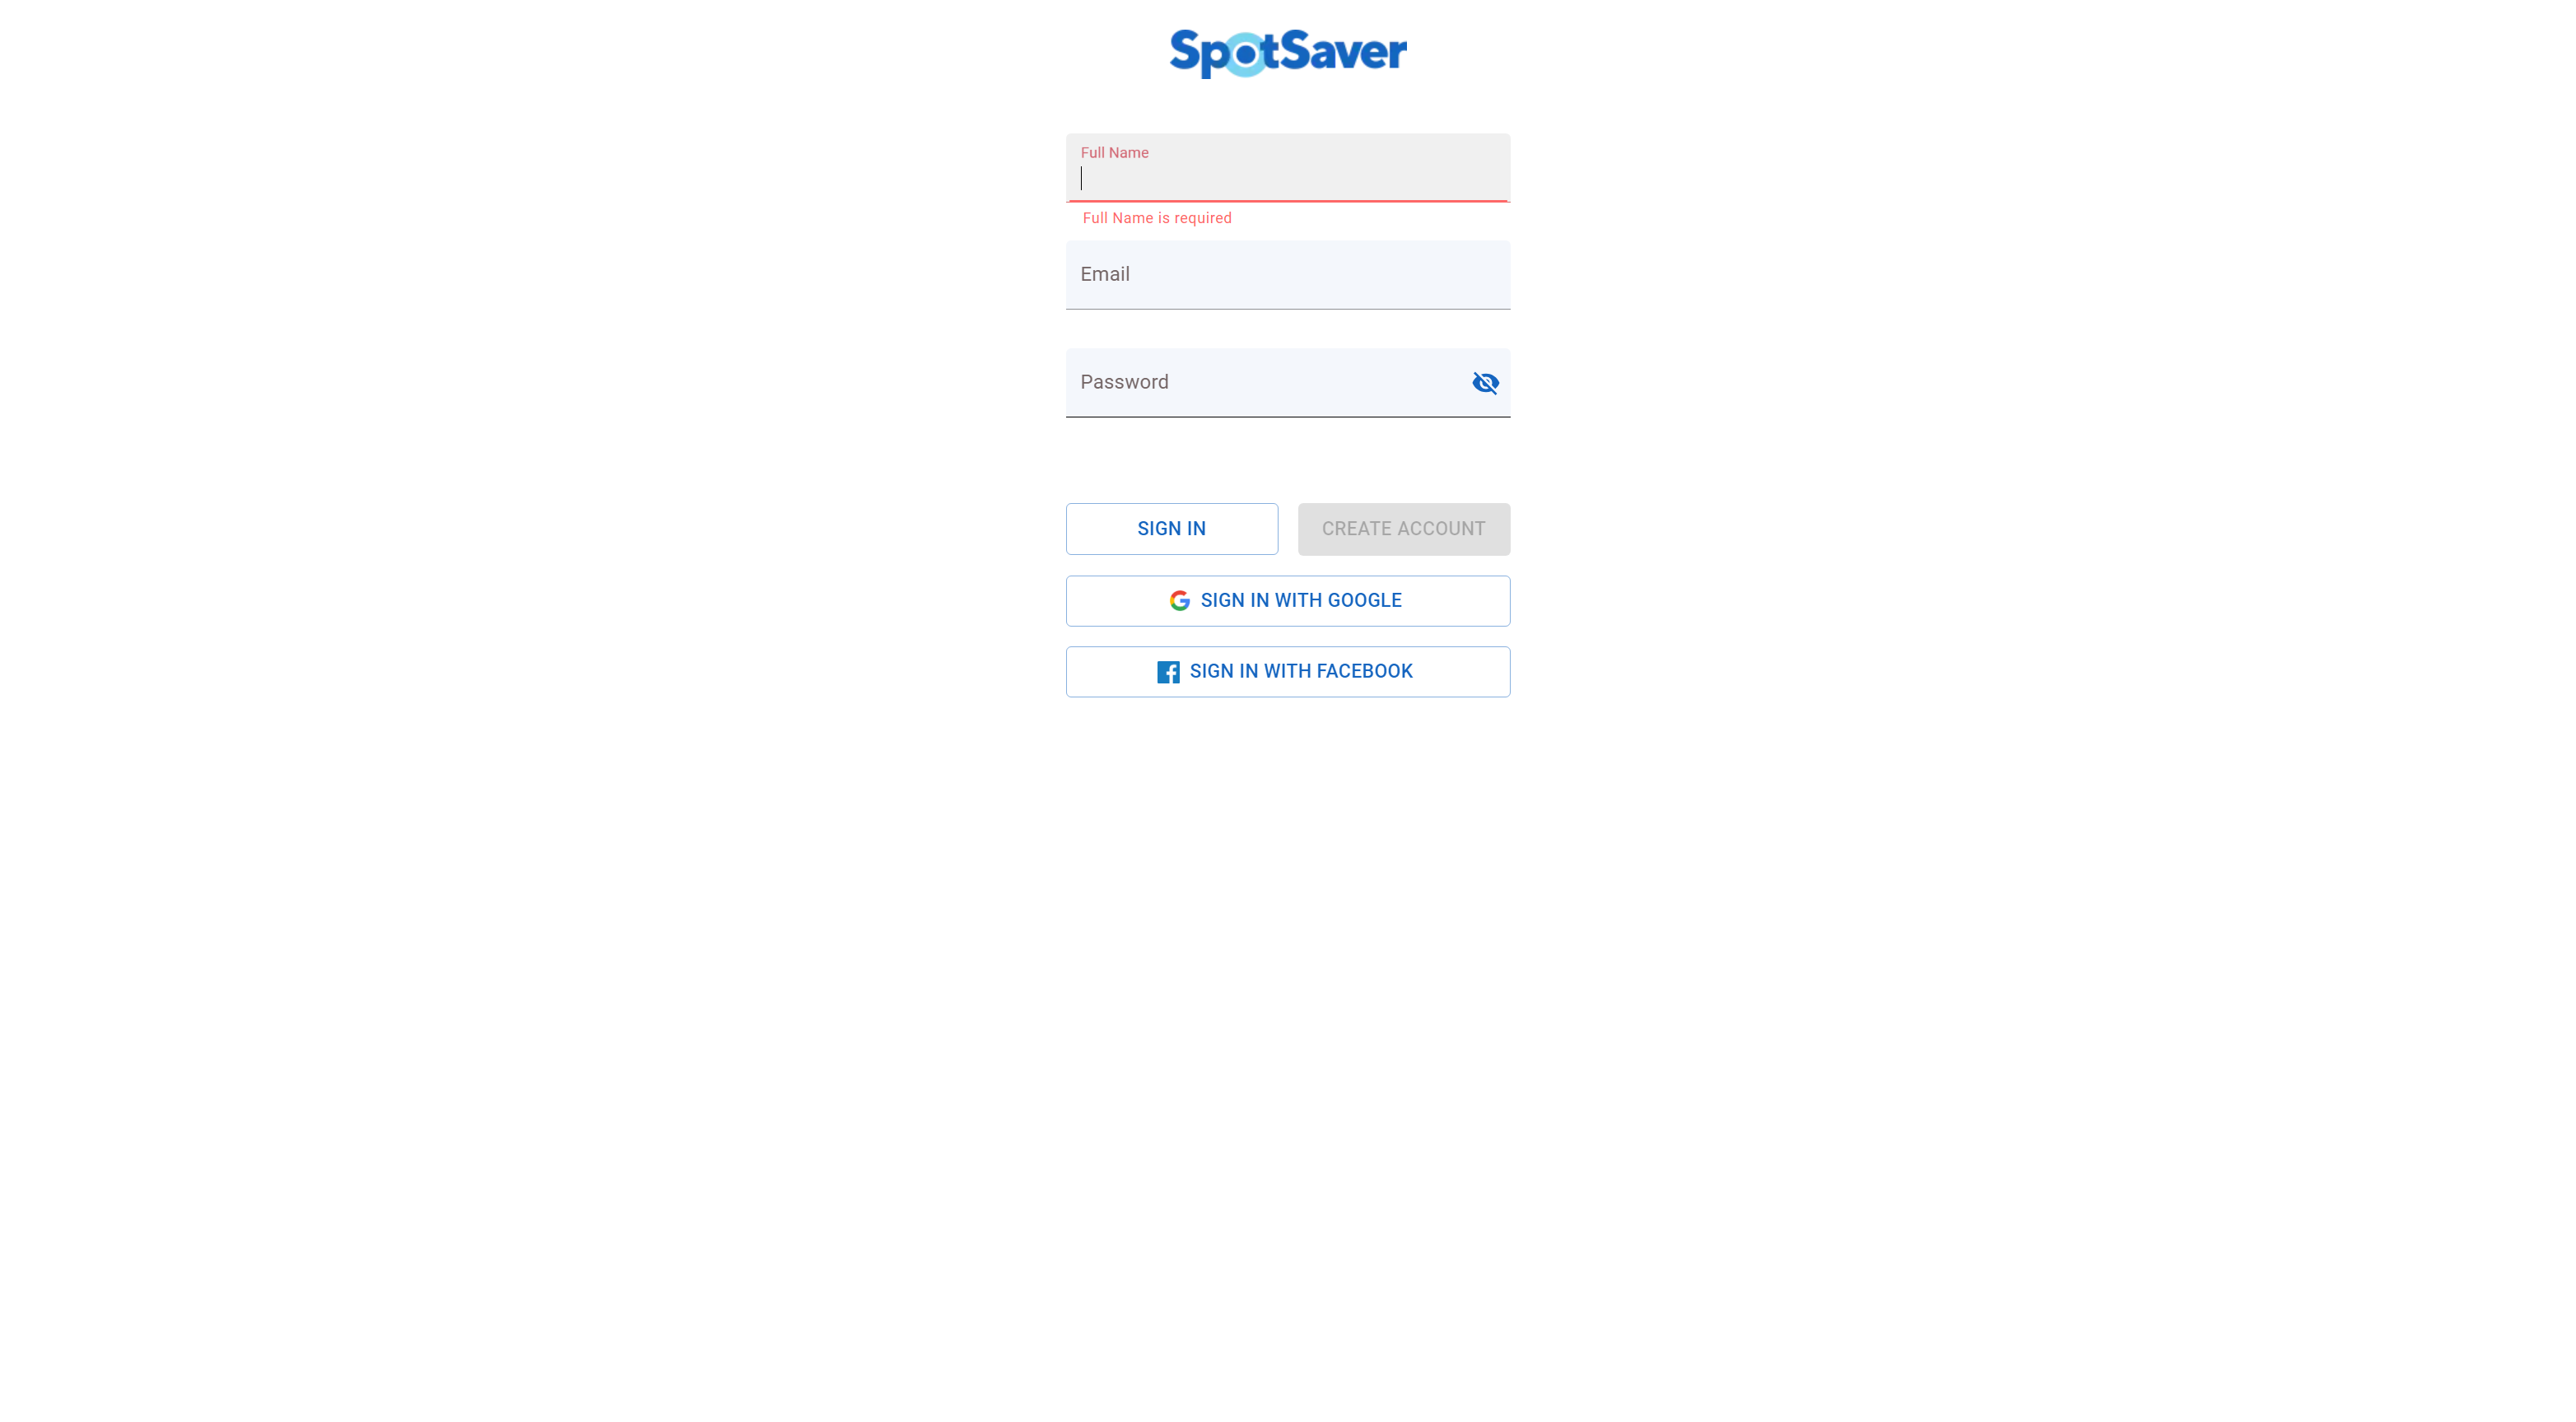 SpotSaver
Full Name
Full Name is required
Email
Password
SIGN IN
CREATE ACCOUNT
SIGN IN WITH GOOGLE
SIGN IN WITH FACEBOOK